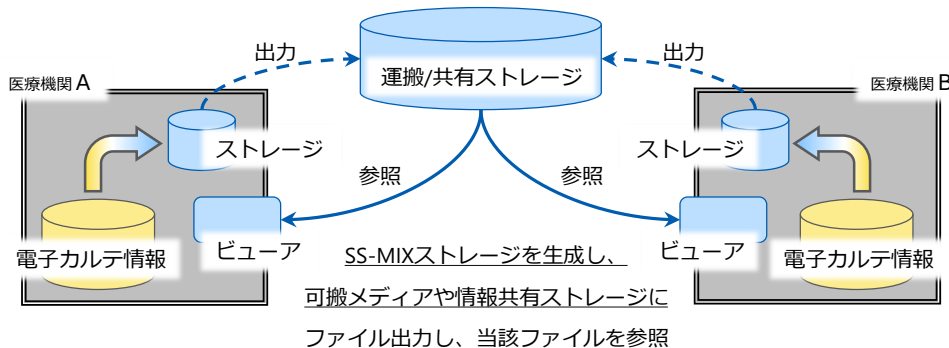 出力
出力
運搬/共有ストレージ
医療機関A
医療機関B
ストレージ
ストレージ
参照
参照
電子カルテ情報
ビューア
ビューア
電子カルテ情報
SS-MIXストレージを生成し、
可搬メディアや情報共有ストレージに
ファイル出力し、当該ファイルを参照